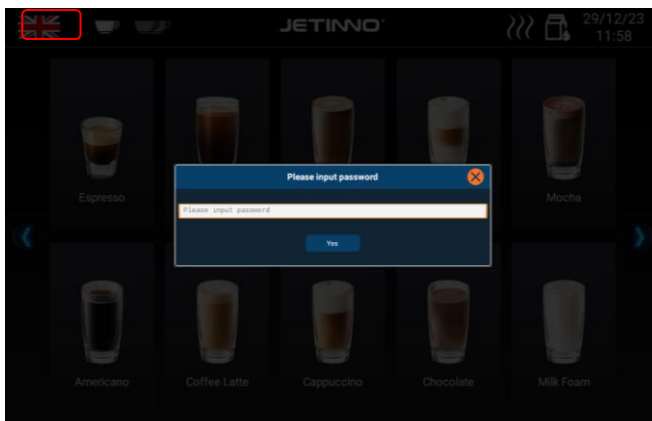 JETINNO
29/12/23
11:58
Please input password
Please input password
Yes
Espresso
Mocha
Americano
Coffee Latte
Cappuccino
Chocolate
Milk Foam